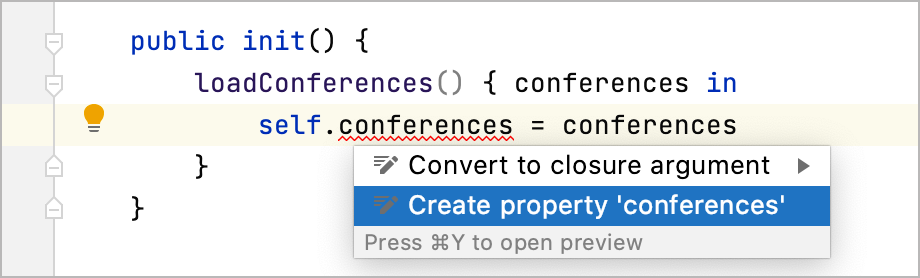 public init() {
loadConferences() { conferences in
self.conferences = conferences
}
}
Convert to closure argument
Create property 'conferences'
Press ⌘Y to open preview